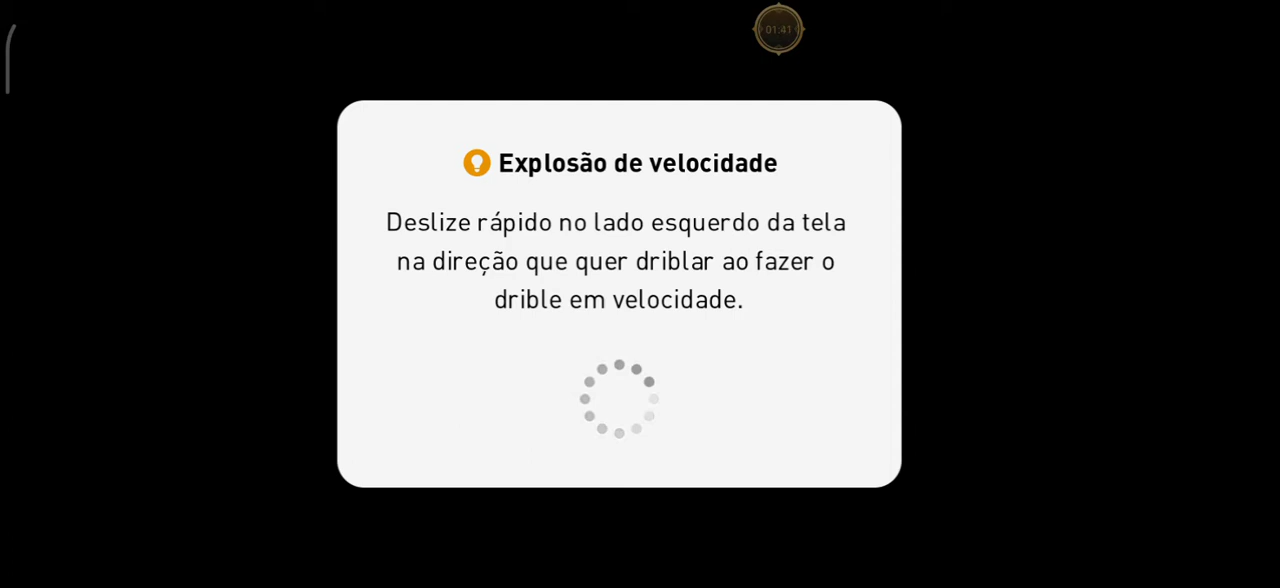 01:41
Explosão de velocidade
Deslize rápido no lado esquerdo da tela
na direção que quer driblar ao fazer o
drible em velocidade.